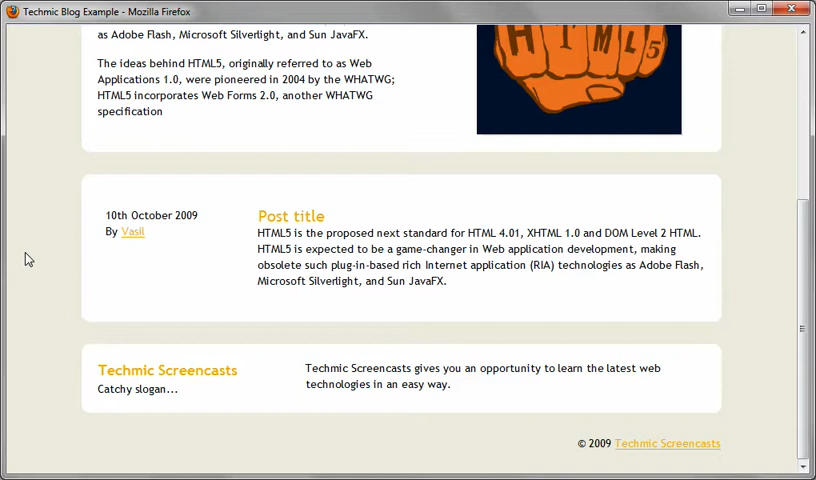 Techmic Blog Example - Mozilla Firefox
as Adobe Flash, Microsoft Silverlight, and Sun JavaFX.
The ideas behind HTML5, originally referred to as Web
Applications 1.0, were pioneered in 2004 by the WHATWG;
HTML5 incorporates Web Forms 2.0, another WHATWG
specification
HTML5
10th October 2009
By Vasil
Post title
HTML5 is the proposed next standard for HTML 4.01, XHTML 1.0 and DOM Level 2 HTML.
HTML5 is expected to be a game-changer in Web application development, making
obsolete such plug-in-based rich Internet application (RIA) technologies as Adobe Flash,
Microsoft Silverlight, and Sun JavaFX.
Techmic Screencasts
Catchy slogan...
Techmic Screencasts gives you an opportunity to learn the latest web
technologies in an easy way.
© 2009 Techmic Screencasts